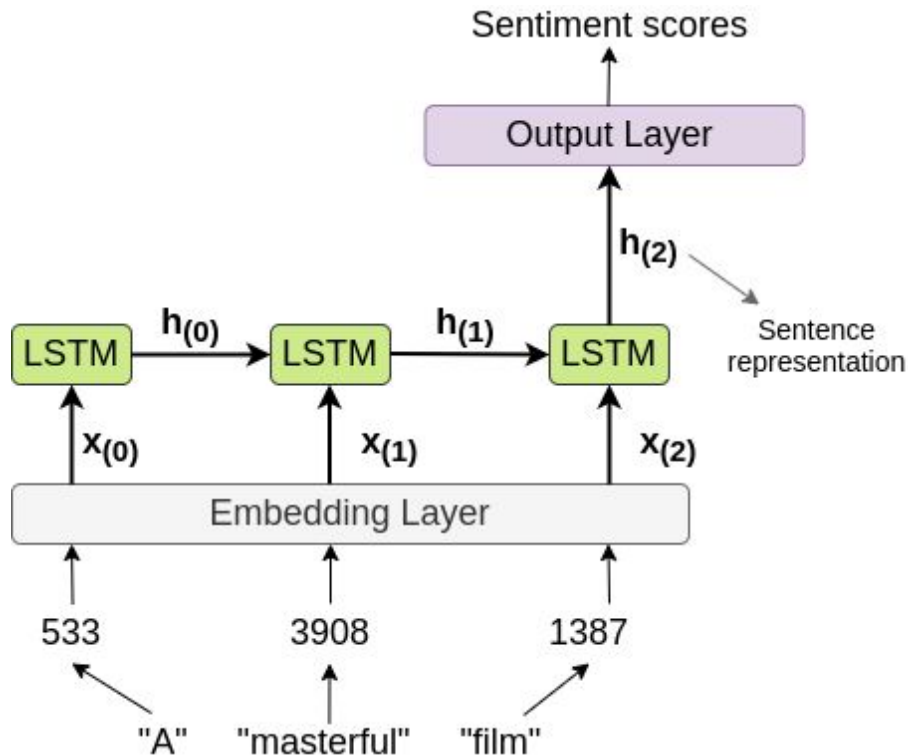 Sentiment scores
Output Layer
h(2)
Sentence
representation
h(0) h(1)
LSTM LSTM LSTM
x(0) x(1) x(2)
Embedding Layer
533 3908 1387
"A" "masterful" "film"